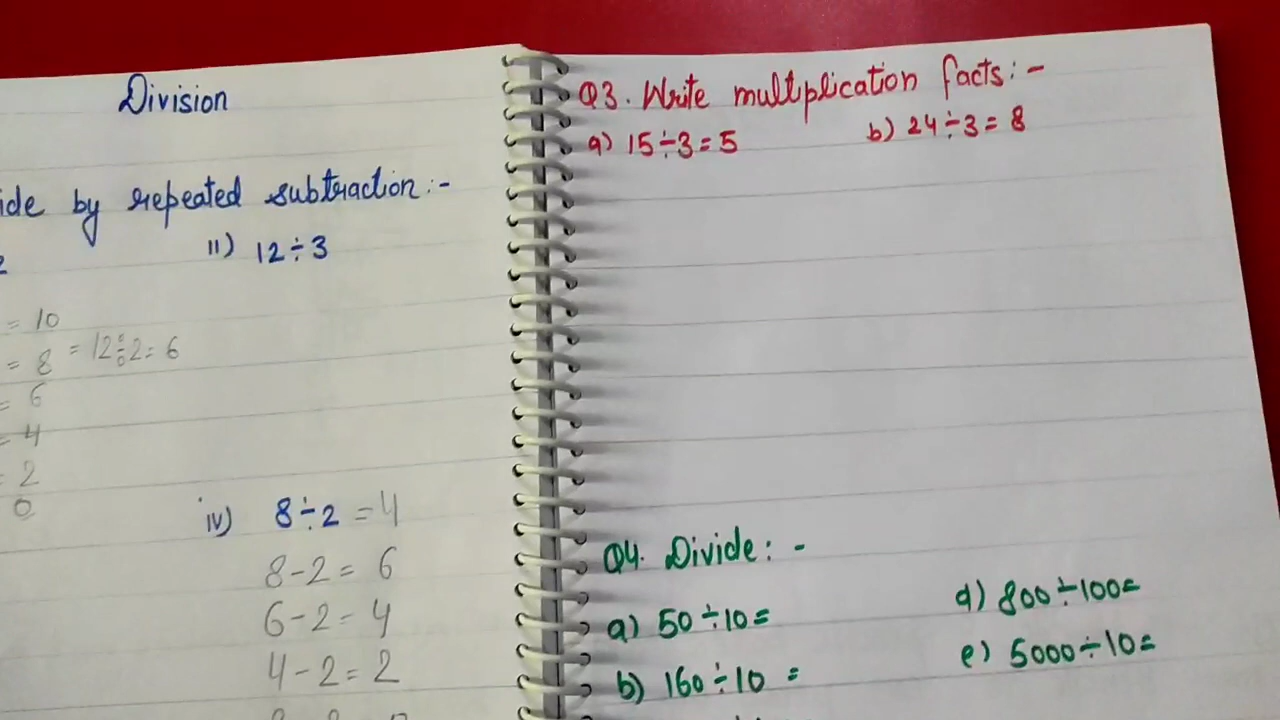 Division
ide by repeated subtraction:-
2
11) 12÷3
= 10
= 8 = 12÷2= 6
= 6
= 4
2
0
iv) 8÷2 = 4
8-2 = 6
6-2 = 4
4-2 = 2
Q3. Write multiplication facts:-
a) 15÷3=5
b) 24÷3= 8
Q4. Divide:-
a) 50÷10=
d) 800÷100=
b) 160÷10 =
e) 5000÷10=